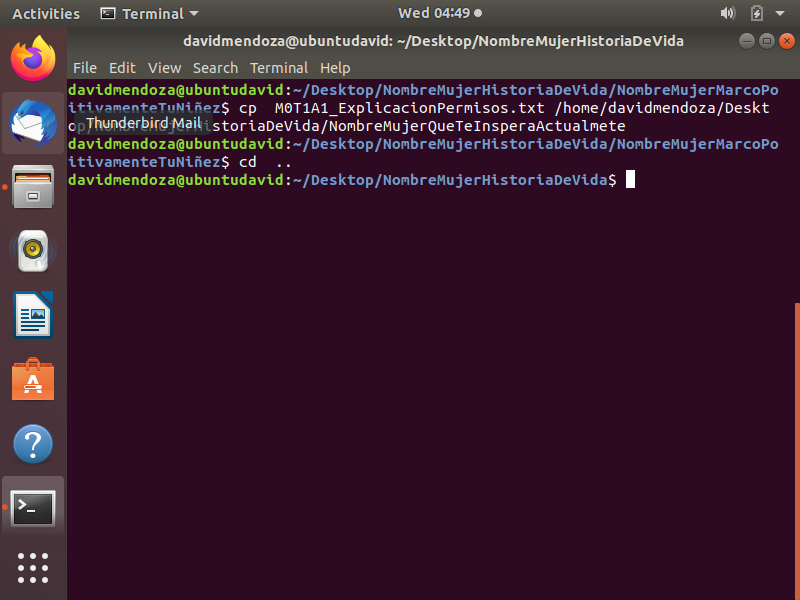 Activities Terminal Wed 04:49
davidmendoza@ubuntudavid: ~/Desktop/NombreMujerHistoriaDeVida
File Edit View Search Terminal Help
davidmendoza@ubuntudavid:~/Desktop/NombreMujerHistoriaDeVida/NombreMujerMarcoPo
itivamenteTuNiñez$ cp  M0T1A1_ExplicacionPermisos.txt /home/davidmendoza/Deskt
Thunderbird Mail
op/NombreMujerHistoriaDeVida/NombreMujerQueTeInsperaActualmete
davidmendoza@ubuntudavid:~/Desktop/NombreMujerHistoriaDeVida/NombreMujerMarcoPo
itivamenteTuNiñez$ cd  ..
davidmendoza@ubuntudavid:~/Desktop/NombreMujerHistoriaDeVida$